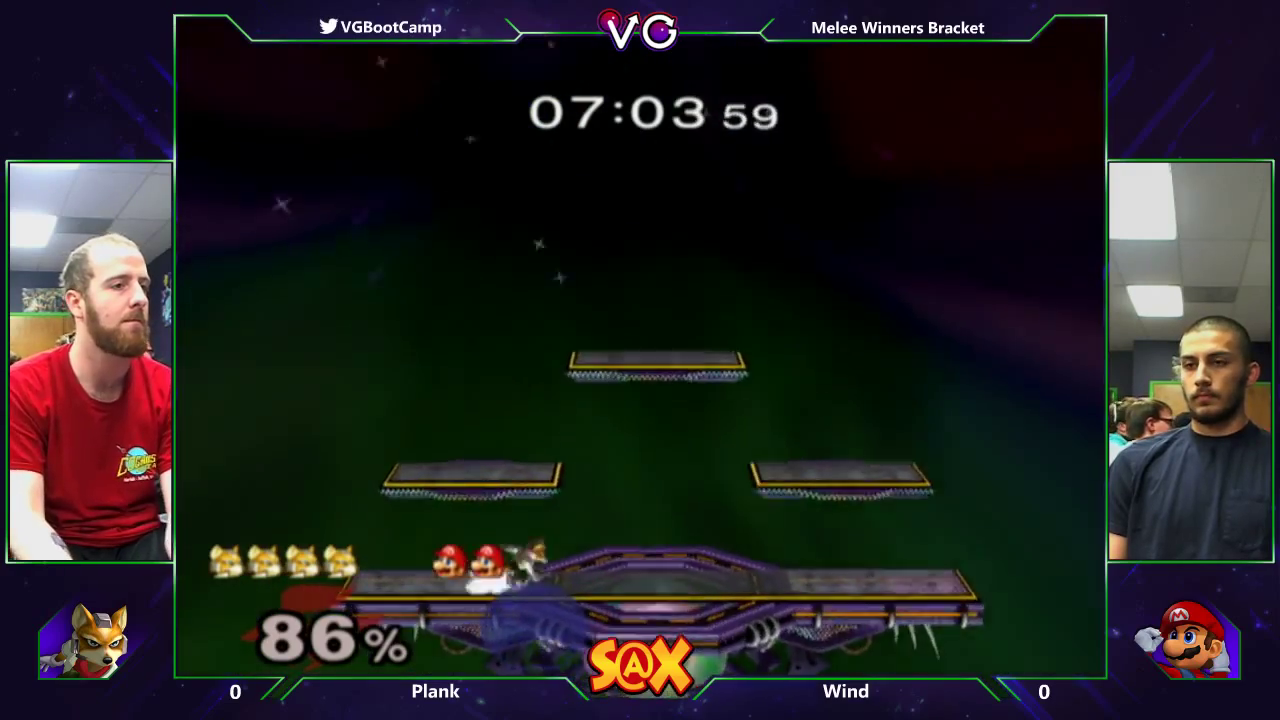 VGBootCamp
VG
Melee Winners Bracket
07:03 59
86%
S@X
0
Plank
Wind
0